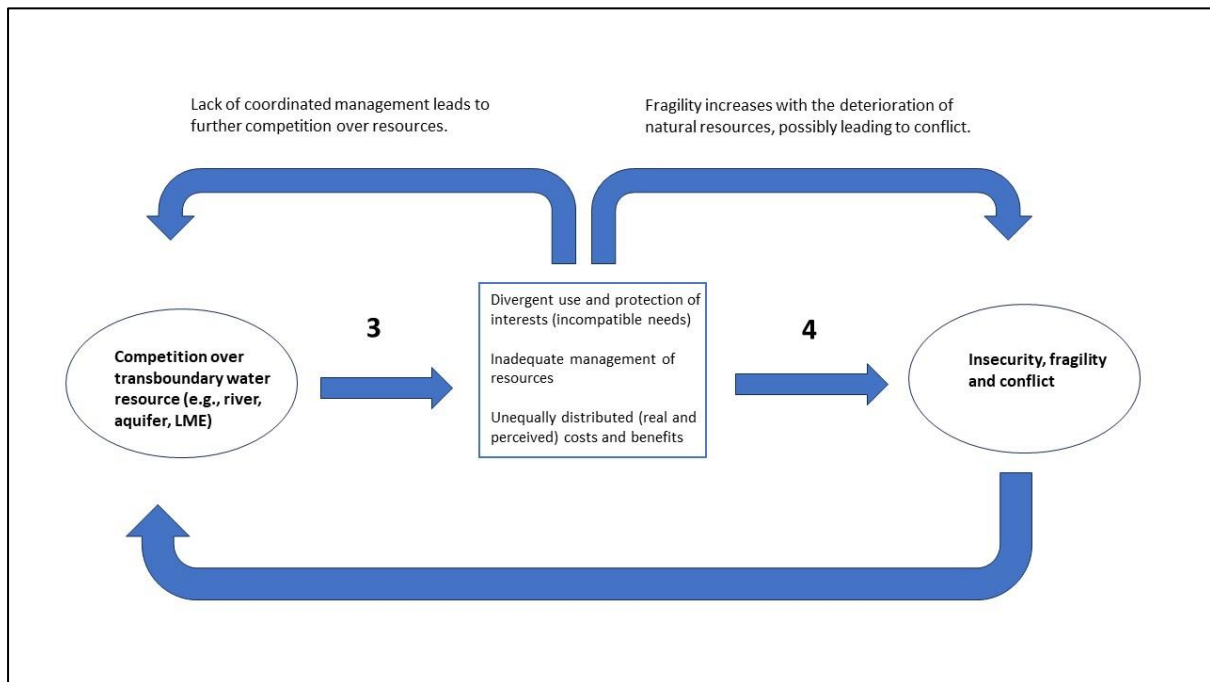 Lack of coordinated management leads to
further competition over resources.
Fragility increases with the deterioration of
natural resources, possibly leading to conflict.
Competition over
transboundary water
resource (e.g., river,
aquifer, LME)
3
Divergent use and protection of
interests (incompatible needs)
Inadequate management of
resources
Unequally distributed (real and
perceived) costs and benefits
4
Insecurity, fragility
and conflict